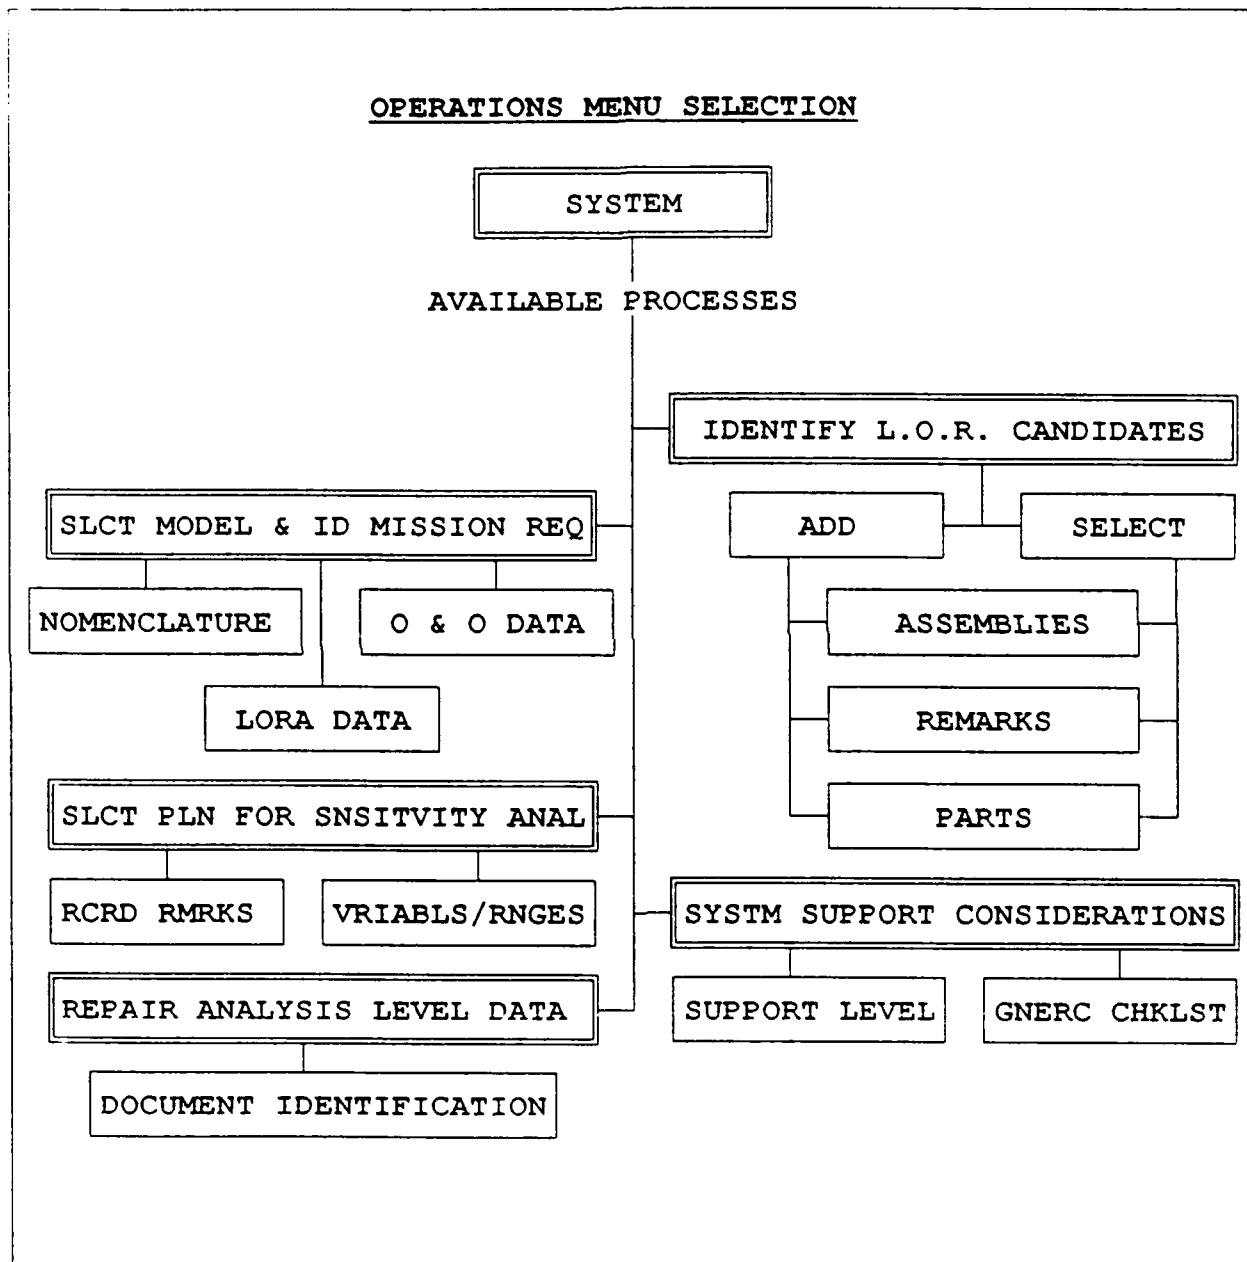 OPERATIONS MENU SELECTION
SYSTEM
AVAILABLE PROCESSES
IDENTIFY L.O.R. CANDIDATES
ADD
SELECT
ASSEMBLIES
REMARKS
PARTS
SLCT MODEL & ID MISSION REQ
NOMENCLATURE
O & O DATA
LORA DATA
SLCT PLN FOR SNSITVITY ANAL
RCRD RMRKS
VRIABLS/RNGES
SYSTM SUPPORT CONSIDERATIONS
SUPPORT LEVEL
GNERC CHKLST
REPAIR ANALYSIS LEVEL DATA
DOCUMENT IDENTIFICATION